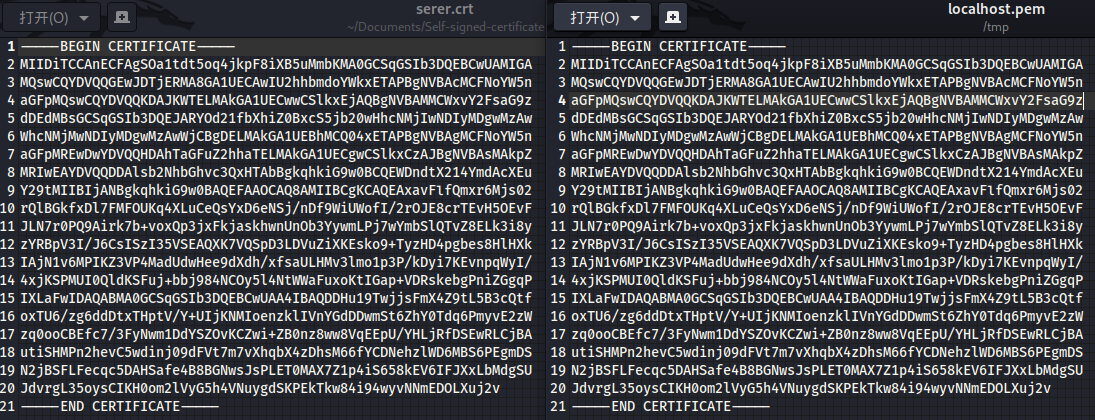 打开(O)
serer.crt
~/Documents/Self-signed-certificate
1 -----BEGIN CERTIFICATE-----
2 MIIDiTCCAnECFAgSOa1tdt5oq4jkpF8iXB5uMmbKMA0GCSqGSIb3DQEBCwUAMIGA
3 MQswCQYDVQQGEwJDTjERMA8GA1UECAwIU2hhbmdoYWkxETAPBgNVBAcMCFNoYW5n
4 aGFpMQswCQYDVQQKDAJKWTELMAkGA1UECwwCSlkxEjAQBgNVBAMMCWxvY2FsaG9z
5 dDEdMBsGCSqGSIb3DQEJARYOd21fbXhiZ0BxcS5jb20wHhcNMjIwNDIyMDgwMzAw
6 WhcNMjMwNDIyMDgwMzAwWjCBgDELMAkGA1UEBhMCQ04xETAPBgNVBAgMCFNoYW5n
7 aGFpMREwDwYDVQQHDAhTaGFuZ2hhaTELMAkGA1UECgwCSlkxCzAJBgNVBAsMAkpZ
8 MRIwEAYDVQQDDAlsb2NhbGhvc3QxHTAbBgkqhkiG9w0BCQEWDndtX214YmdAcXEu
9 Y29tMIIBIjANBgkqhkiG9w0BAQEFAAOCAQ8AMIIBCgKCAQEAxavFlfQmxr6Mjs02
10 rQlBGkfxDl7FMFOUKq4XLuCeQsYxD6eNSj/nDf9WiUWofI/2rOJE8crTEvH5OEvF
11 JLN7r0PQ9Airk7b+voxQp3jxFkjaskhwnUnOb3YywmLPj7wYmbSlQTvZ8ELk3i8y
12 zYRBpV3I/J6CsISzI35VSEAQXK7VQSpD3LDVuZiXKEsko9+TyzHD4pgbes8HlHXk
13 IAjN1v6MPIKZ3VP4MadUdwHee9dXdh/xfsaULHMv3lmo1p3P/kDyi7KEvnpqWyI/
14 4xjKSPMUI0QldKSFuj+bbj984NCOy5l4NtWWaFuxoKtIGap+VDRskebgPniZGgqP
15 IXLaFwIDAQABMA0GCSqGSIb3DQEBCwUAA4IBAQDDHu19TwjjsFmX4Z9tL5B3cQtf
16 oxTU6/zg6ddDtxTHptV/Y+UIjKNMIoenzklIVnYGdDDwmSt6ZhY0Tdq6PmyvE2zW
17 zq0ooCBEfc7/3FyNwm1DdYSZOvKCZwi+ZB0nz8ww8VqEEpU/YHLjRfDSEwRLCjBA
18 utiSHMPn2hevC5wdinj09dFVt7m7vXhqbX4zDhsM66fYCDNehzlWD6MBS6PEgmDS
19 N2jBSFLFecqc5DAHSafe4B8BGNwsJsPLET0MAX7Z1p4iS658kEV6IFJXxLbMdgSU
20 JdvrgL35oysCIKH0om2lVyG5h4VNuygdSKPEkTkw84i94wyvNNmEDOLXuj2v
21 -----END CERTIFICATE-----
打开(O)
localhost.pem
/tmp
1 -----BEGIN CERTIFICATE-----
2 MIIDiTCCAnECFAgSOa1tdt5oq4jkpF8iXB5uMmbKMA0GCSqGSIb3DQEBCwUAMIGA
3 MQswCQYDVQQGEwJDTjERMA8GA1UECAwIU2hhbmdoYWkxETAPBgNVBAcMCFNoYW5n
4 aGFpMQswCQYDVQQKDAJKWTELMAkGA1UECwwCSlkxEjAQBgNVBAMMCWxvY2FsaG9z
5 dDEdMBsGCSqGSIb3DQEJARYOd21fbXhiZ0BxcS5jb20wHhcNMjIwNDIyMDgwMzAw
6 WhcNMjMwNDIyMDgwMzAwWjCBgDELMAkGA1UEBhMCQ04xETAPBgNVBAgMCFNoYW5n
7 aGFpMREwDwYDVQQHDAhTaGFuZ2hhaTELMAkGA1UECgwCSlkxCzAJBgNVBAsMAkpZ
8 MRIwEAYDVQQDDAlsb2NhbGhvc3QxHTAbBgkqhkiG9w0BCQEWDndtX214YmdAcXEu
9 Y29tMIIBIjANBgkqhkiG9w0BAQEFAAOCAQ8AMIIBCgKCAQEAxavFlfQmxr6Mjs02
10 rQlBGkfxDl7FMFOUKq4XLuCeQsYxD6eNSj/nDf9WiUWofI/2rOJE8crTEvH5OEvF
11 JLN7r0PQ9Airk7b+voxQp3jxFkjaskhwnUnOb3YywmLPj7wYmbSlQTvZ8ELk3i8y
12 zYRBpV3I/J6CsISzI35VSEAQXK7VQSpD3LDVuZiXKEsko9+TyzHD4pgbes8HlHXk
13 IAjN1v6MPIKZ3VP4MadUdwHee9dXdh/xfsaULHMv3lmo1p3P/kDyi7KEvnpqWyI/
14 4xjKSPMUI0QldKSFuj+bbj984NCOy5l4NtWWaFuxoKtIGap+VDRskebgPniZGgqP
15 IXLaFwIDAQABMA0GCSqGSIb3DQEBCwUAA4IBAQDDHu19TwjjsFmX4Z9tL5B3cQtf
16 oxTU6/zg6ddDtxTHptV/Y+UIjKNMIoenzklIVnYGdDDwmSt6ZhY0Tdq6PmyvE2zW
17 zq0ooCBEfc7/3FyNwm1DdYSZOvKCZwi+ZB0nz8ww8VqEEpU/YHLjRfDSEwRLCjBA
18 utiSHMPn2hevC5wdinj09dFVt7m7vXhqbX4zDhsM66fYCDNehzlWD6MBS6PEgmDS
19 N2jBSFLFecqc5DAHSafe4B8BGNwsJsPLET0MAX7Z1p4iS658kEV6IFJXxLbMdgSU
20 JdvrgL35oysCIKH0om2lVyG5h4VNuygdSKPEkTkw84i94wyvNNmEDOLXuj2v
21 -----END CERTIFICATE-----